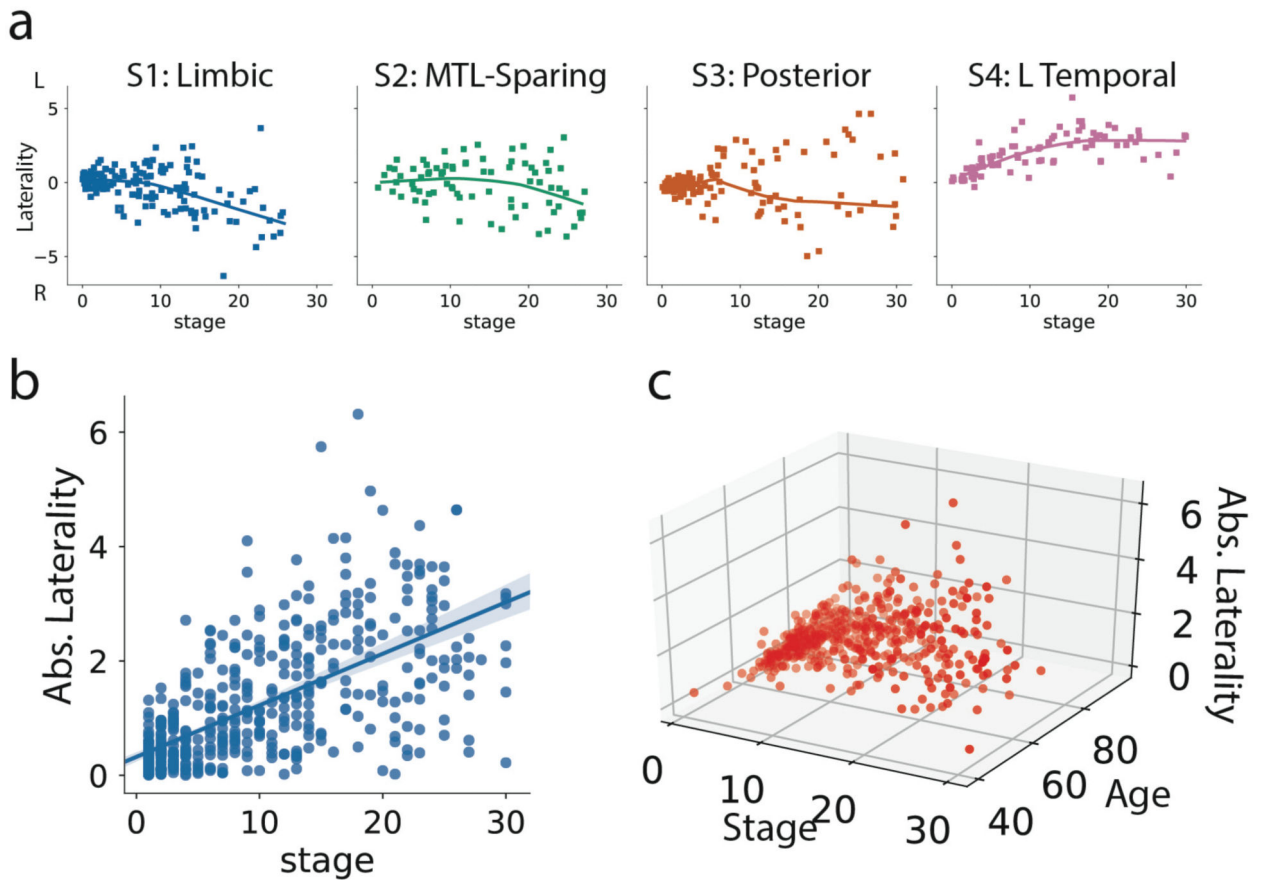 a
S1: Limbic
S2: MTL-Sparing
S3: Posterior
S4: L Temporal
L
5
0
−5
R
Laterality
0 10 20 30
stage
0 10 20 30
stage
0 10 20 30
stage
0 10 20 30
stage
b
6
4
2
0
Abs. Laterality
0 10 20 30
stage
c
6
4
2
0
Abs. Laterality
0 10 20 30
Stage
40 60 80
Age